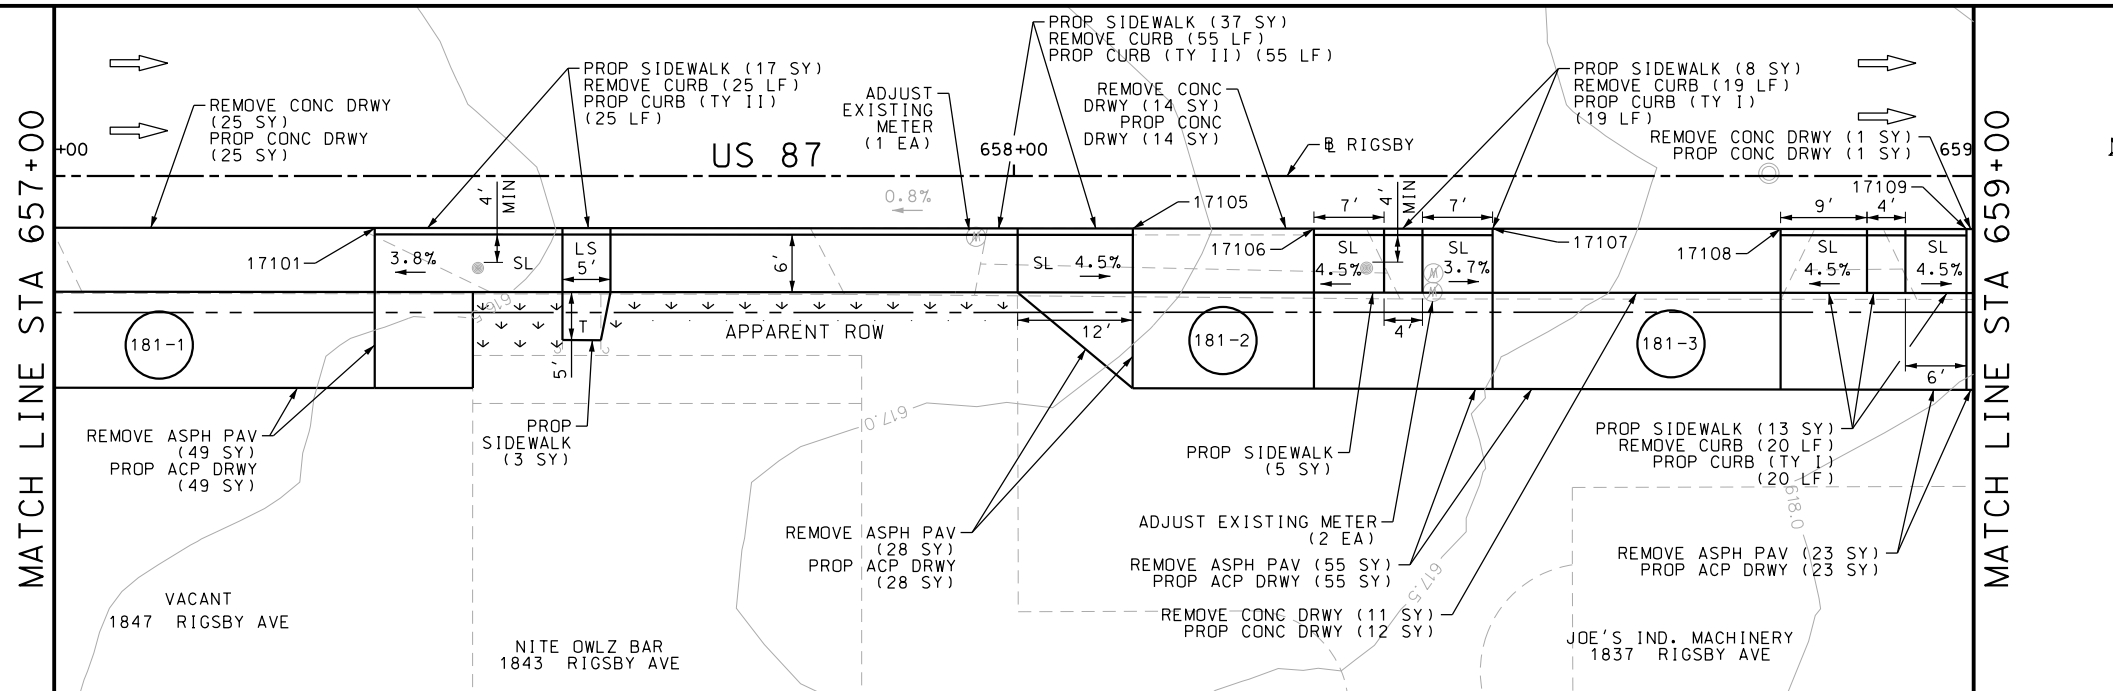 MATCH LINE STA 657+00
+00
REMOVE CONC DRWY
(25 SY)
PROP CONC DRWY
(25 SY)
PROP SIDEWALK (17 SY)
REMOVE CURB (25 LF)
PROP CURB (TY II)
(25 LF)
ADJUST
EXISTING
METER
(1 EA)
PROP SIDEWALK (37 SY)
REMOVE CURB (55 LF)
PROP CURB (TY II) (55 LF)
REMOVE CONC
DRWY (14 SY)
PROP CONC
DRWY (14 SY)
PROP SIDEWALK (8 SY)
REMOVE CURB (19 LF)
PROP CURB (TY I)
(19 LF)
REMOVE CONC DRWY (1 SY)
PROP CONC DRWY (1 SY)
US 87
658+00
RIGSBY
659
4' MIN
0.8%
17105
7'
4' MIN
7'
17109
9'
4'
17101
3.8%
SL
LS
5'
6'
SL
4.5%
17106
SL
4.5%
SL
3.7%
17107
17108
SL
4.5%
SL
4.5%
M
M
M
616.5
181-1
T
5'
APPARENT ROW
12'
181-2
4'
181-3
6'
617.0
REMOVE ASPH PAV
(49 SY)
PROP ACP DRWY
(49 SY)
PROP
SIDEWALK
(3 SY)
PROP SIDEWALK
(5 SY)
PROP SIDEWALK (13 SY)
REMOVE CURB (20 LF)
PROP CURB (TY I)
(20 LF)
618.0
REMOVE ASPH PAV
(28 SY)
PROP ACP DRWY
(28 SY)
ADJUST EXISTING METER
(2 EA)
REMOVE ASPH PAV (55 SY)
PROP ACP DRWY (55 SY)
617.5
REMOVE ASPH PAV (23 SY)
PROP ACP DRWY (23 SY)
REMOVE CONC DRWY (11 SY)
PROP CONC DRWY (12 SY)
VACANT
1847 RIGSBY AVE
NITE OWLZ BAR
1843 RIGSBY AVE
JOE'S IND. MACHINERY
1837 RIGSBY AVE
MATCH LINE STA 659+00